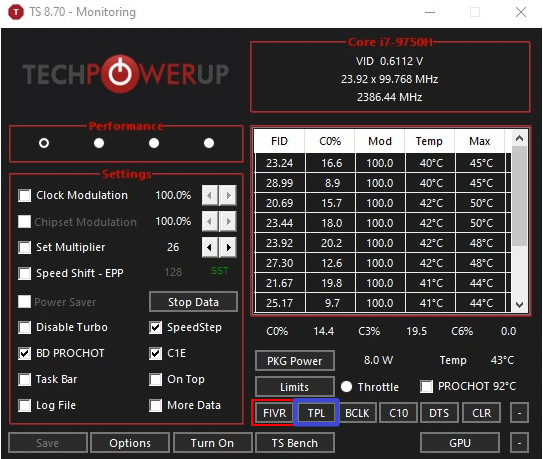 TS 8.70 - Monitoring
TECHPOWERUP
Core i7-9750H
VID 0.6112 V
23.92 x 99.768 MHz
2386.44 MHz
Performance
Settings
Clock Modulation 100.0%
Chipset Modulation 100.0%
Set Multiplier 26
Speed Shift - EPP 128 SST
Power Saver Stop Data
Disable Turbo SpeedStep
BD PROCHOT C1E
Task Bar On Top
Log File More Data
FID C0% Mod Temp Max
23.24 16.6 100.0 40°C 45°C
28.99 8.9 100.0 40°C 45°C
20.69 15.7 100.0 42°C 50°C
23.44 18.0 100.0 42°C 50°C
23.92 20.2 100.0 42°C 48°C
27.30 12.6 100.0 42°C 48°C
21.67 19.8 100.0 41°C 44°C
25.17 9.7 100.0 41°C 44°C
C0% 14.4 C3% 19.5 C6% 0.0
PKG Power 8.0 W Temp 43°C
Limits Throttle PROCHOT 92°C
FIVR TPL BCLK C10 DTS CLR -
Save Options Turn On TS Bench GPU -